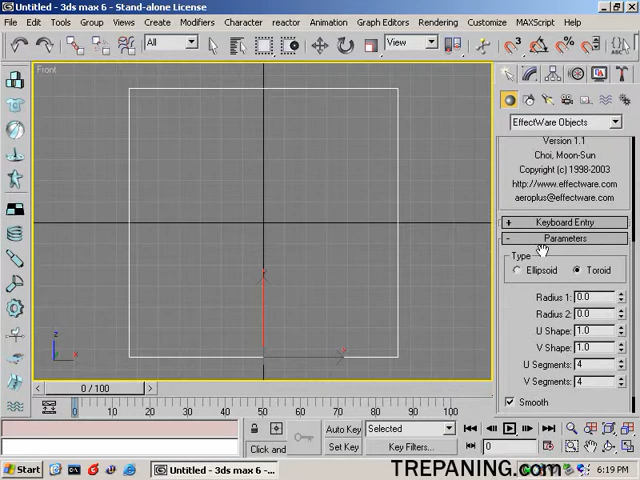 Untitled - 3ds max 6 - Stand-alone License
File Edit Tools Group Views Create Modifiers Character reactor Animation Graph Editors Rendering Customize MAXScript Help
All View
Front
EffectWare Objects
Version 1.1
Choi, Moon-Sun
Copyright (c) 1998-2003
http://www.effectware.com
aeroplus@effectware.com
+ Keyboard Entry
- Parameters
Type
Ellipsoid Toroid
Radius 1: 0.0
Radius 2: 0.0
U Shape: 1.0
V Shape: 1.0
U Segments: 4
V Segments: 4
Smooth
z
x
0 / 100
0 10 20 30 40 50 60 70 80 90 100
Auto Key Selected
Click and Set Key Key Filters... 0
Start Untitled - 3ds max 6 -... 6:19 PM
TREPANING.com